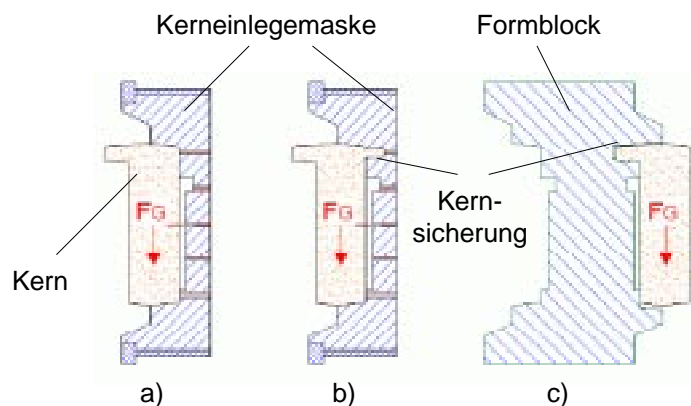 Kerneinlegemaske
Formblock
FG
FG
FG
Kern-
sicherung
Kern
a)
b)
c)